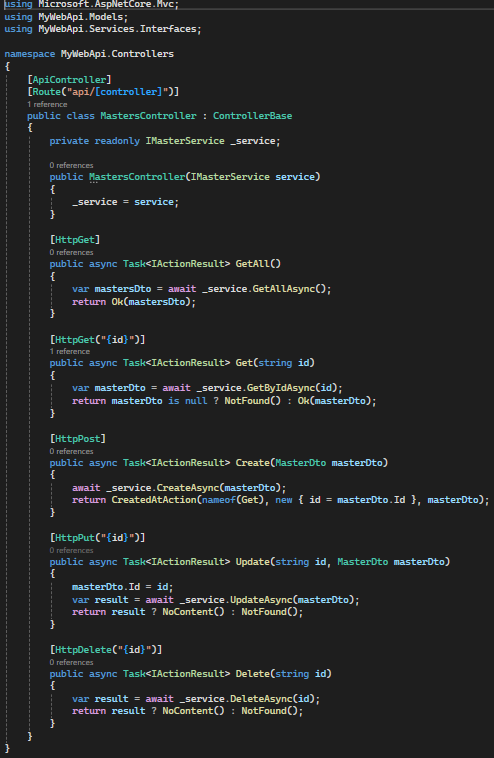 using Microsoft.AspNetCore.Mvc;
using MyWebApi.Models;
using MyWebApi.Services.Interfaces;
namespace MyWebApi.Controllers
{
[ApiController]
[Route("api/[controller]")]
1 reference
public class MastersController : ControllerBase
{
private readonly IMasterService _service;
0 references
public MastersController(IMasterService service)
{
_service = service;
}
[HttpGet]
0 references
public async Task<IActionResult> GetAll()
{
var mastersDto = await _service.GetAllAsync();
return Ok(mastersDto);
}
[HttpGet("{id}")]
1 reference
public async Task<IActionResult> Get(string id)
{
var masterDto = await _service.GetByIdAsync(id);
return masterDto is null ? NotFound() : Ok(masterDto);
}
[HttpPost]
0 references
public async Task<IActionResult> Create(MasterDto masterDto)
{
await _service.CreateAsync(masterDto);
return CreatedAtAction(nameof(Get), new { id = masterDto.Id }, masterDto);
}
[HttpPut("{id}")]
0 references
public async Task<IActionResult> Update(string id, MasterDto masterDto)
{
masterDto.Id = id;
var result = await _service.UpdateAsync(masterDto);
return result ? NoContent() : NotFound();
}
[HttpDelete("{id}")]
0 references
public async Task<IActionResult> Delete(string id)
{
var result = await _service.DeleteAsync(id);
return result ? NoContent() : NotFound();
}
}
}